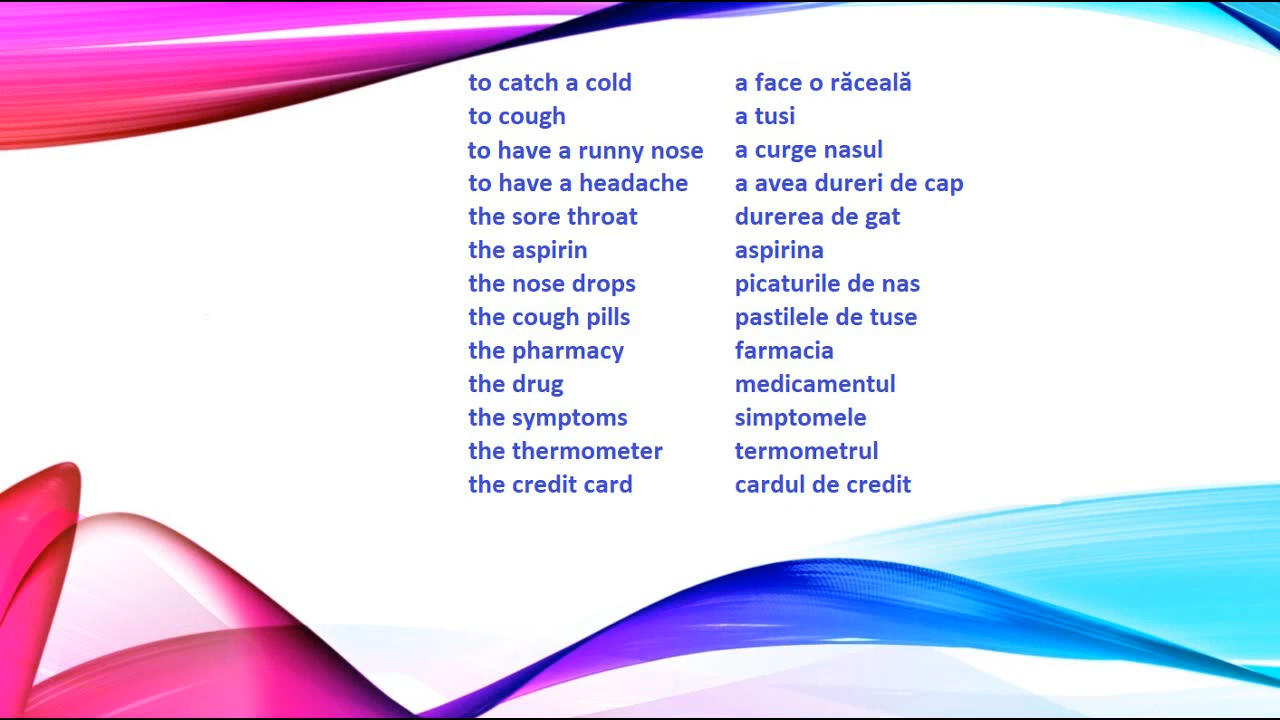 to catch a cold a face o răceală
to cough a tusi
to have a runny nose a curge nasul
to have a headache a avea dureri de cap
the sore throat durerea de gat
the aspirin aspirina
the nose drops picaturile de nas
the cough pills pastilele de tuse
the pharmacy farmacia
the drug medicamentul
the symptoms simptomele
the thermometer termometrul
the credit card cardul de credit